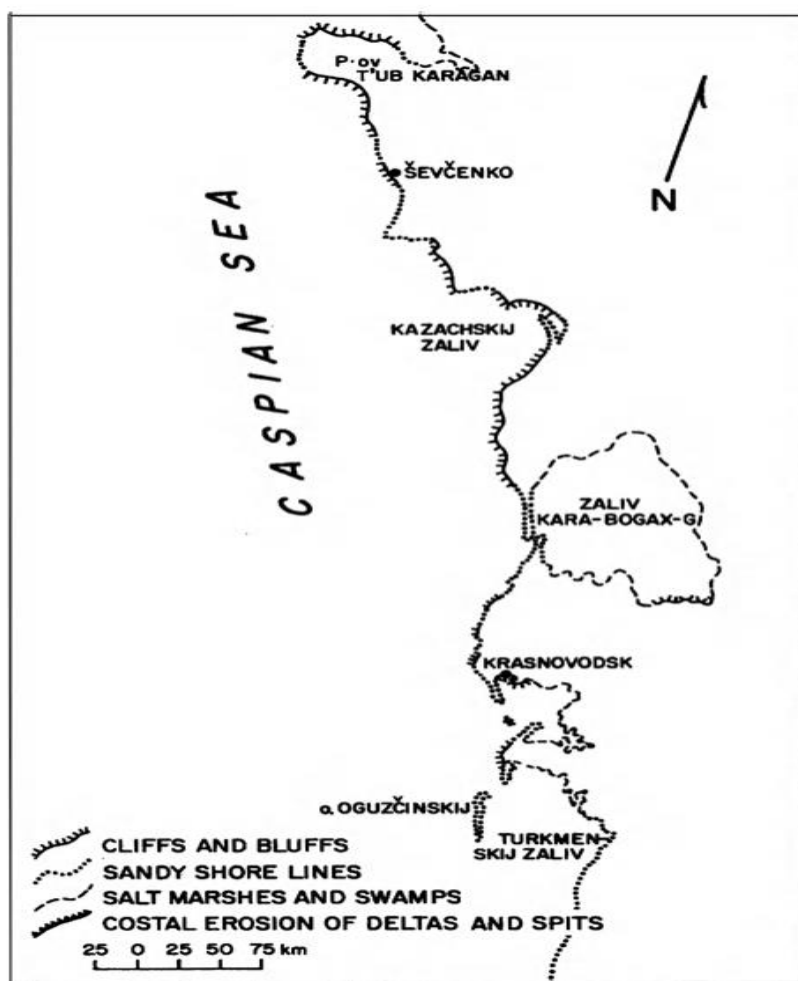 P-ov
T'UB KARAGAN
ŠEVČENKO
N
CASPIAN SEA
KAZACHSKIJ
ZALIV
ZALIV
KARA-BOGAX-G
KRASNOVODSK
o. OGUZČINSKIJ
TURKMEN
SKIJ ZALIV
CLIFFS AND BLUFFS
SANDY SHORE LINES
SALT MARSHES AND SWAMPS
COSTAL EROSION OF DELTAS AND SPITS
25 0 25 50 75 km